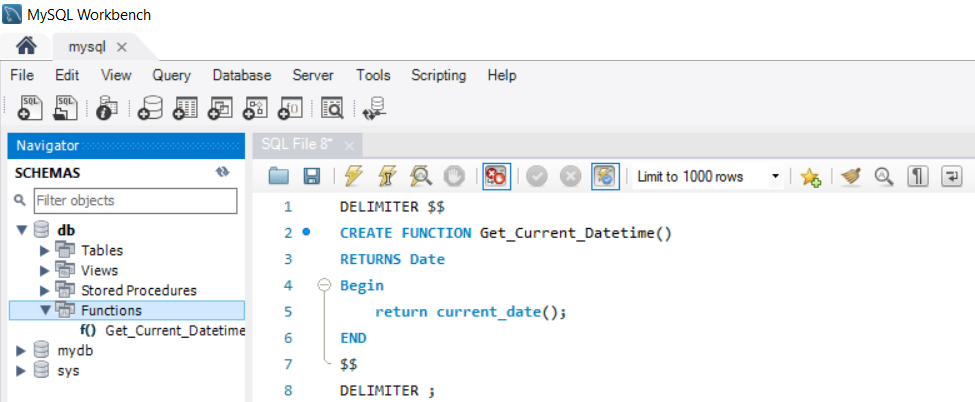 MySQL Workbench
mysql
File Edit View Query Database Server Tools Scripting Help
Navigator
SCHEMAS
Filter objects
db
Tables
Views
Stored Procedures
Functions
f() Get_Current_Datetime
mydb
sys
SQL File 8*
Limit to 1000 rows
1 DELIMITER $$
2 CREATE FUNCTION Get_Current_Datetime()
3 RETURNS Date
4 Begin
5 return current_date();
6 END
7 $$
8 DELIMITER ;